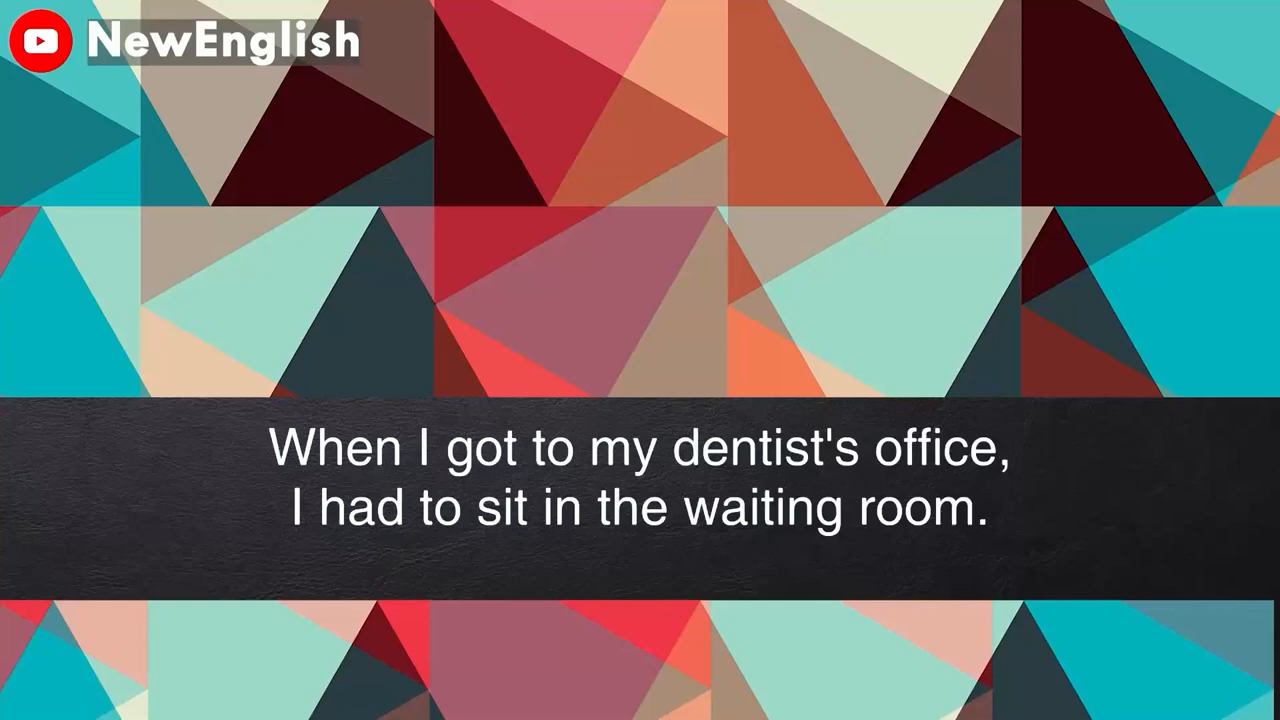 NewEnglish
When I got to my dentist's office,
I had to sit in the waiting room.